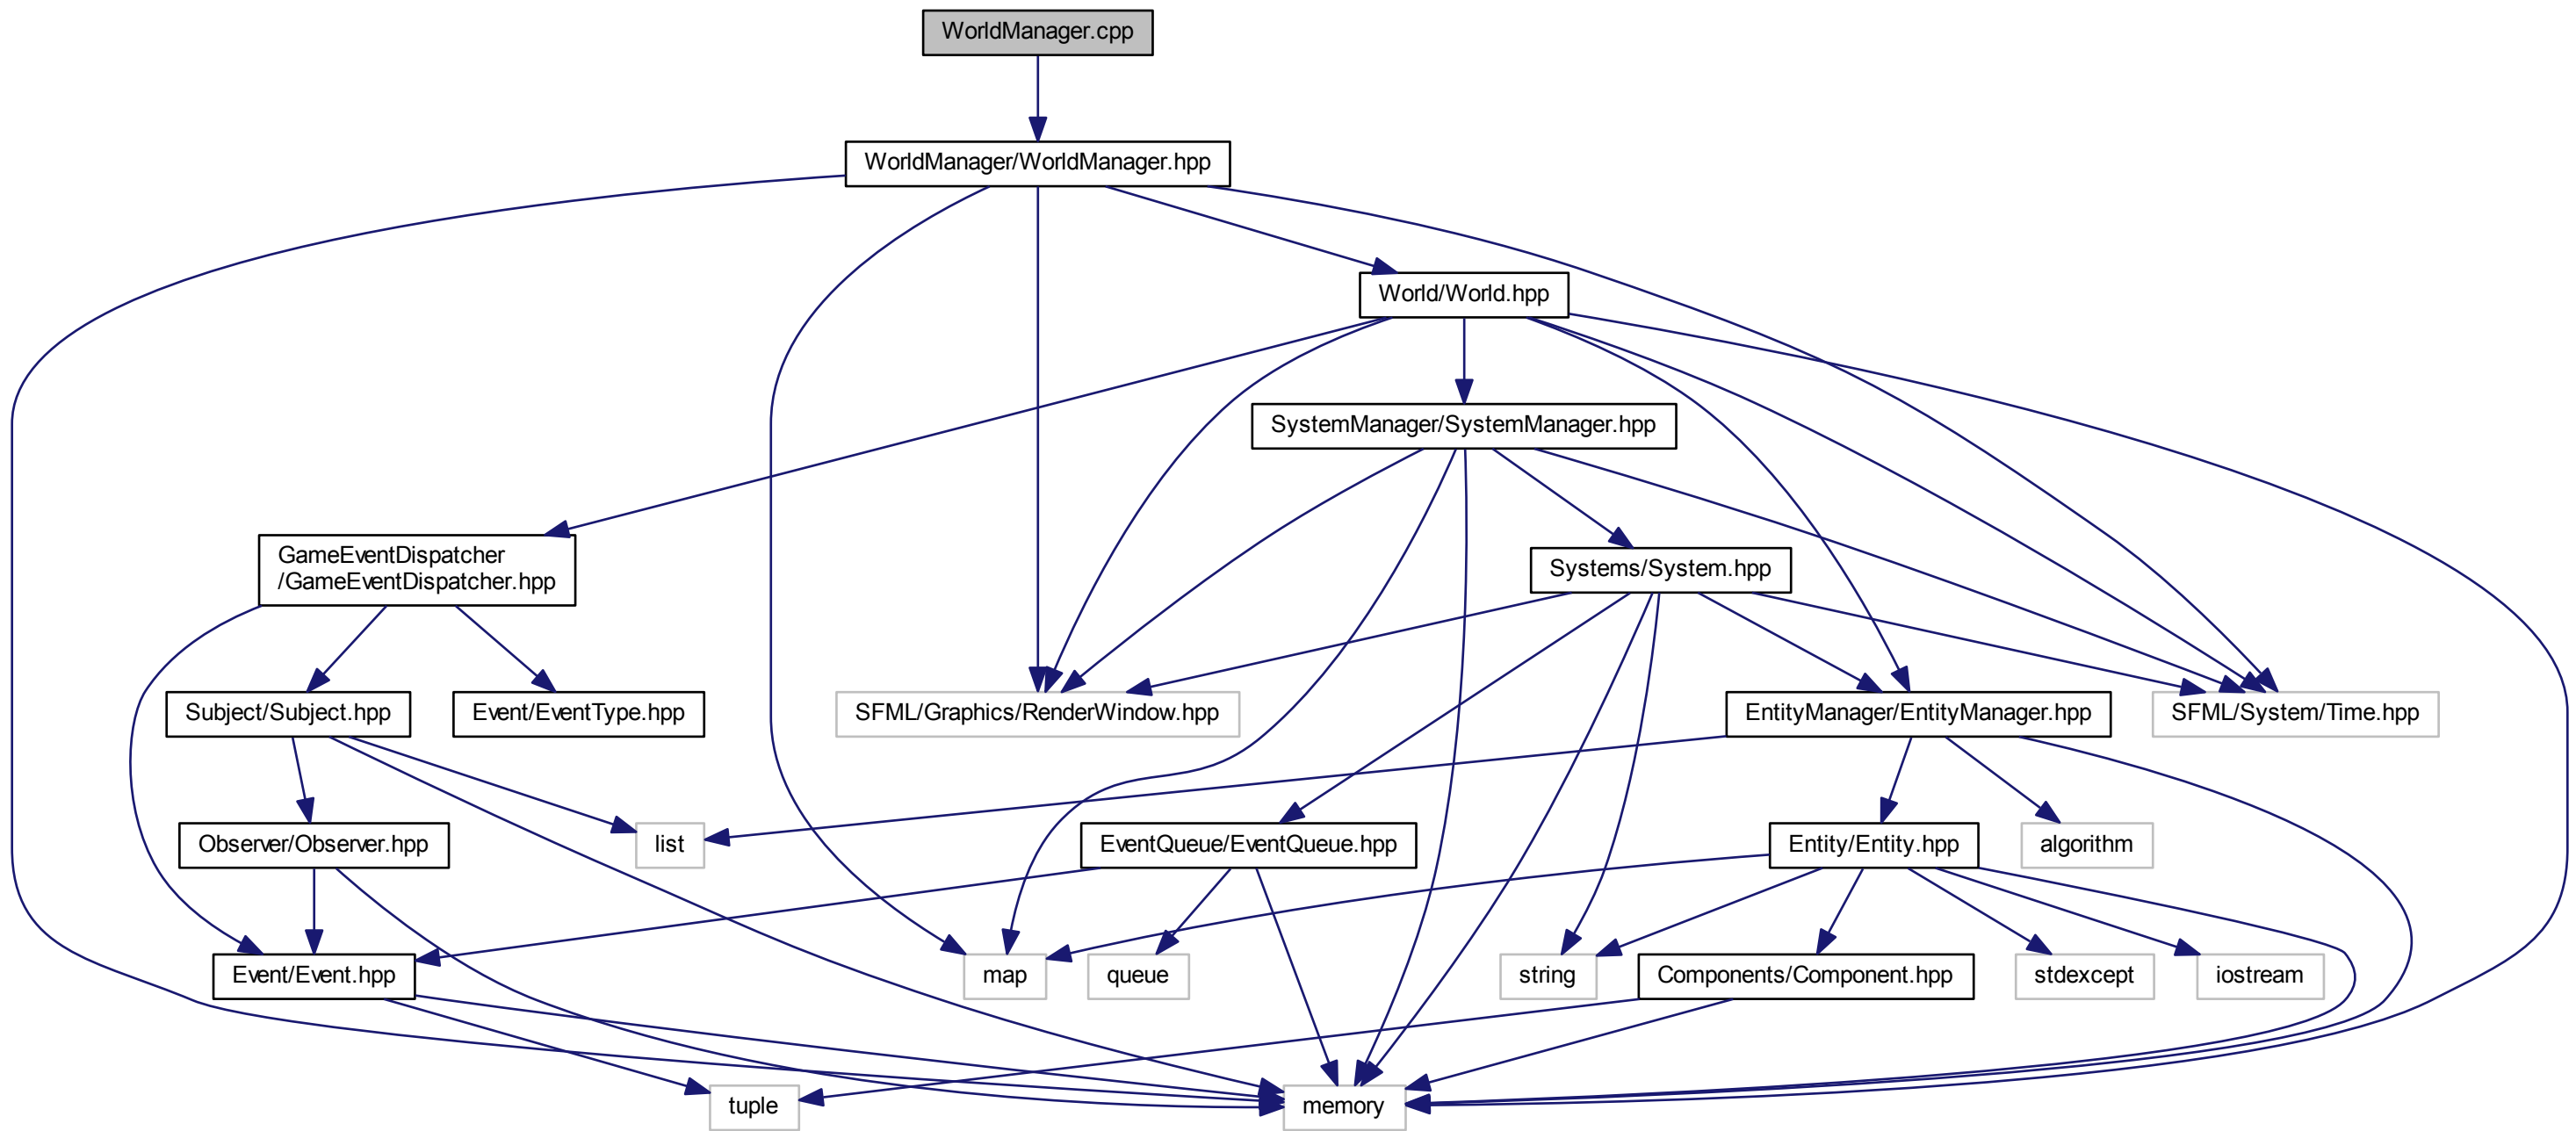 WorldManager.cpp
WorldManager/WorldManager.hpp
World/World.hpp
SystemManager/SystemManager.hpp
GameEventDispatcher
/GameEventDispatcher.hpp
Systems/System.hpp
Subject/Subject.hpp
Event/EventType.hpp
SFML/Graphics/RenderWindow.hpp
EntityManager/EntityManager.hpp
SFML/System/Time.hpp
Observer/Observer.hpp
list
EventQueue/EventQueue.hpp
Entity/Entity.hpp
algorithm
Event/Event.hpp
map
queue
string
Components/Component.hpp
stdexcept
iostream
tuple
memory